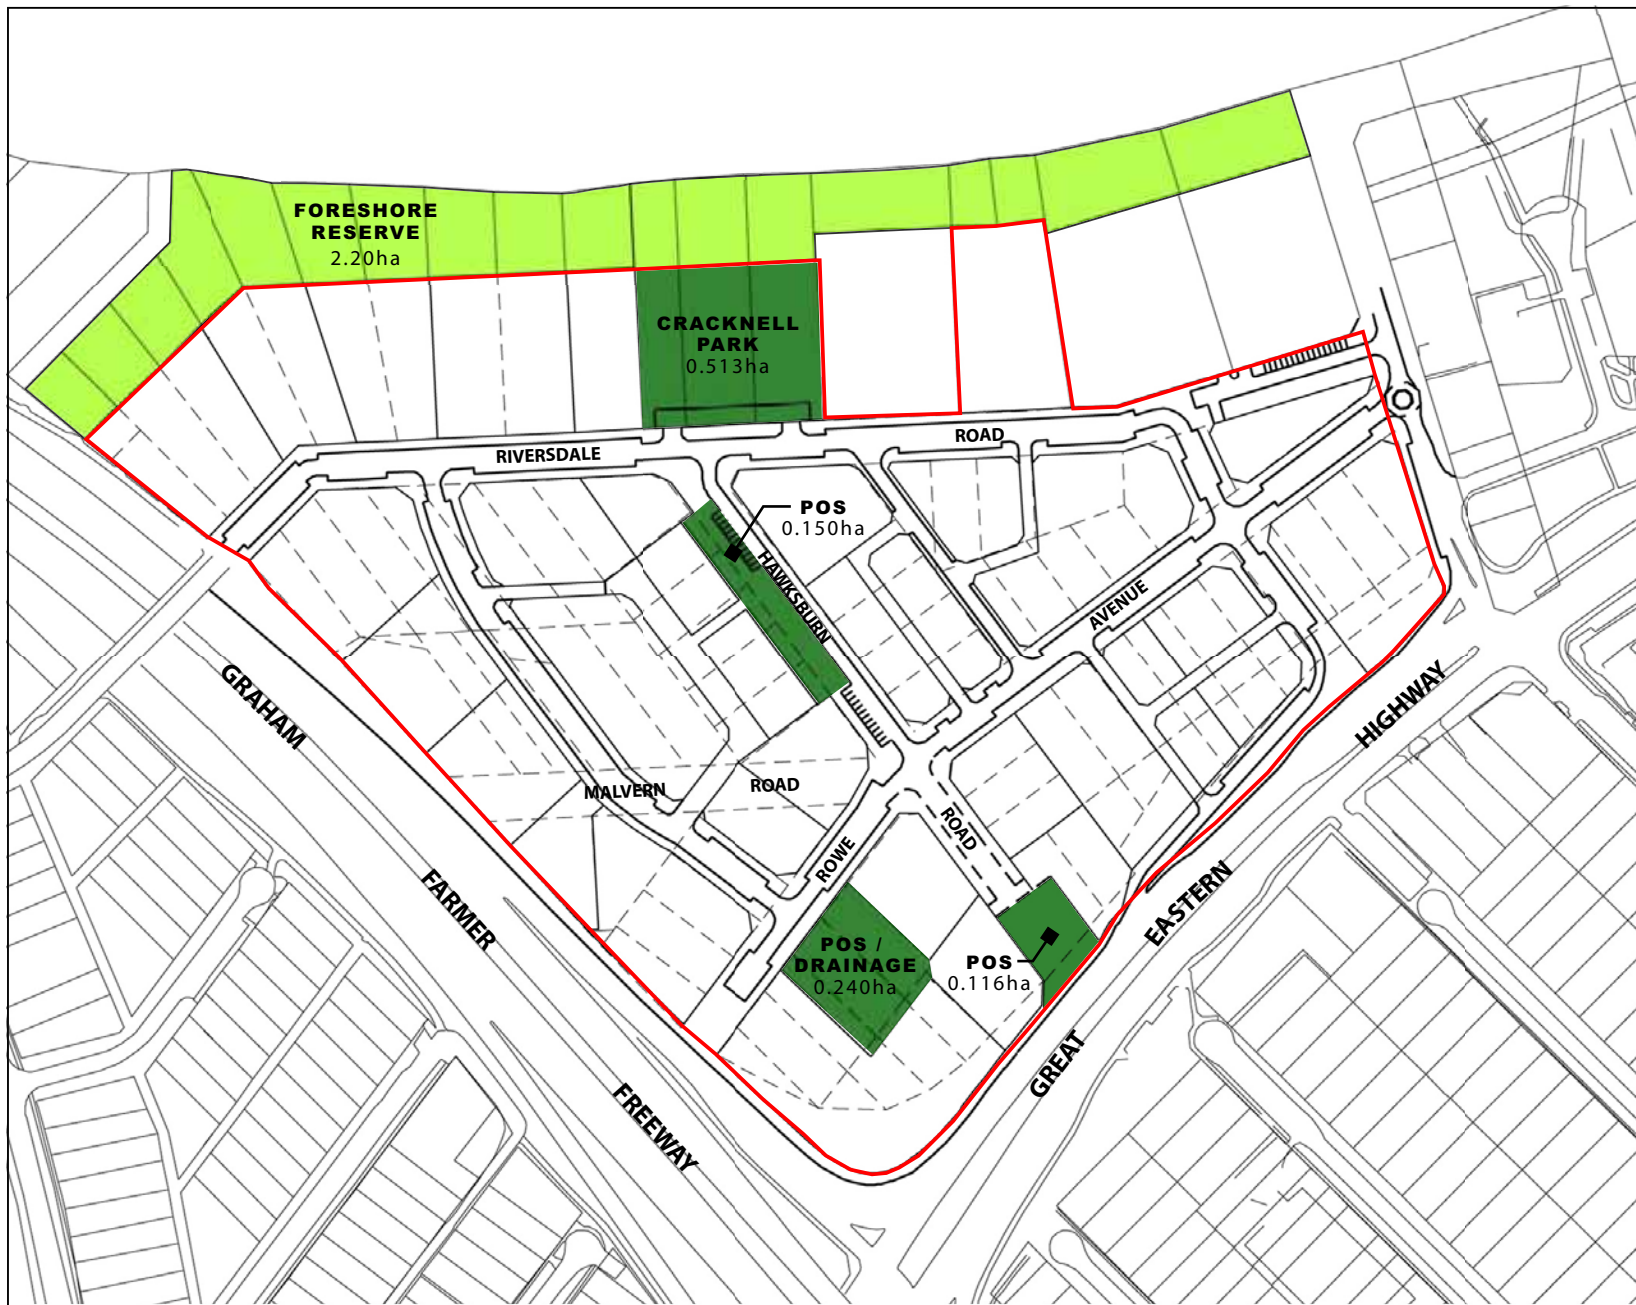 FORESHORE
RESERVE
2.20ha
CRACKNELL
PARK
0.513ha
RIVERSDALE
ROAD
POS
0.150ha
HAWKSBURN
AVENUE
GRAHAM
HIGHWAY
MALVERN
ROAD
ROWE
ROAD
FARMER
EASTERN
POS /
DRAINAGE
0.240ha
POS
0.116ha
GREAT
FREEWAY